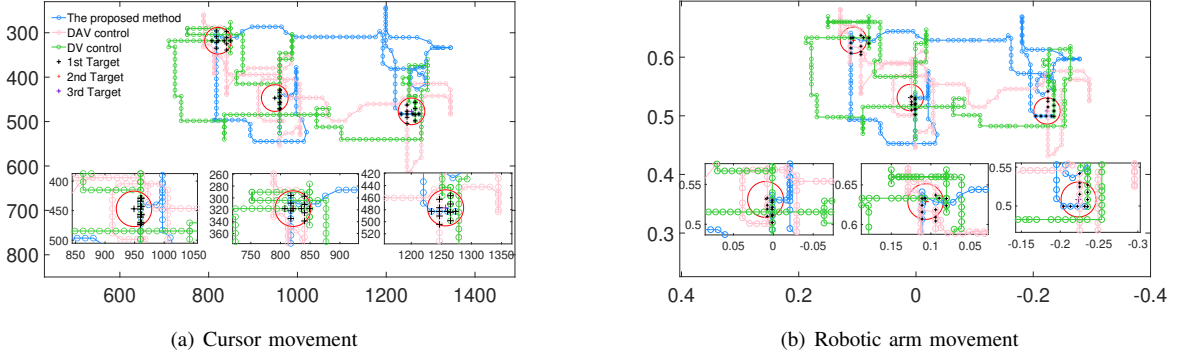 The proposed method
DAV control
DV control
1st Target
2nd Target
3rd Target
300
400
500
600
700
800
600 800 1000 1200 1400
400
450
500
850 900 950 1000 1050
260
280
300
320
340
360
750 800 850 900
420
440
460
480
500
520
1200 1250 1300 1359
(a) Cursor movement
0.6
0.5
0.4
0.3
0.4 0.2 0 -0.2 -0.4
0.55
0.5
0.05 0 -0.05
0.65
0.6
0.15 0.1 0.05
0.55
0.5
-0.15 -0.2 -0.25 -0.3
(b) Robotic arm movement